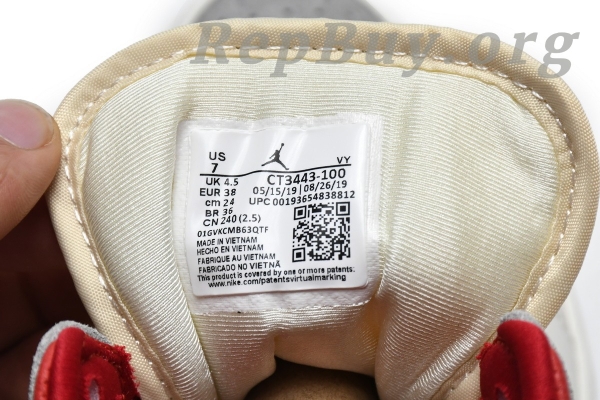 RepBuy.org
US
7
VY
UK 4.5
CT3443-100
EUR 38
05/15/19 | 08/26/19
cm 24
UPC 00193654838812
BR 36
CN 240 (2.5)
01GVKCMB63QTF
MADE IN VIETNAM
HECHO EN VIETNAM
FABRIQUE AU VIETNAM
FABRICADO NO VIETNÃ
This product is covered by one or more patents:
www.nike.com/patentsvirtualmarking